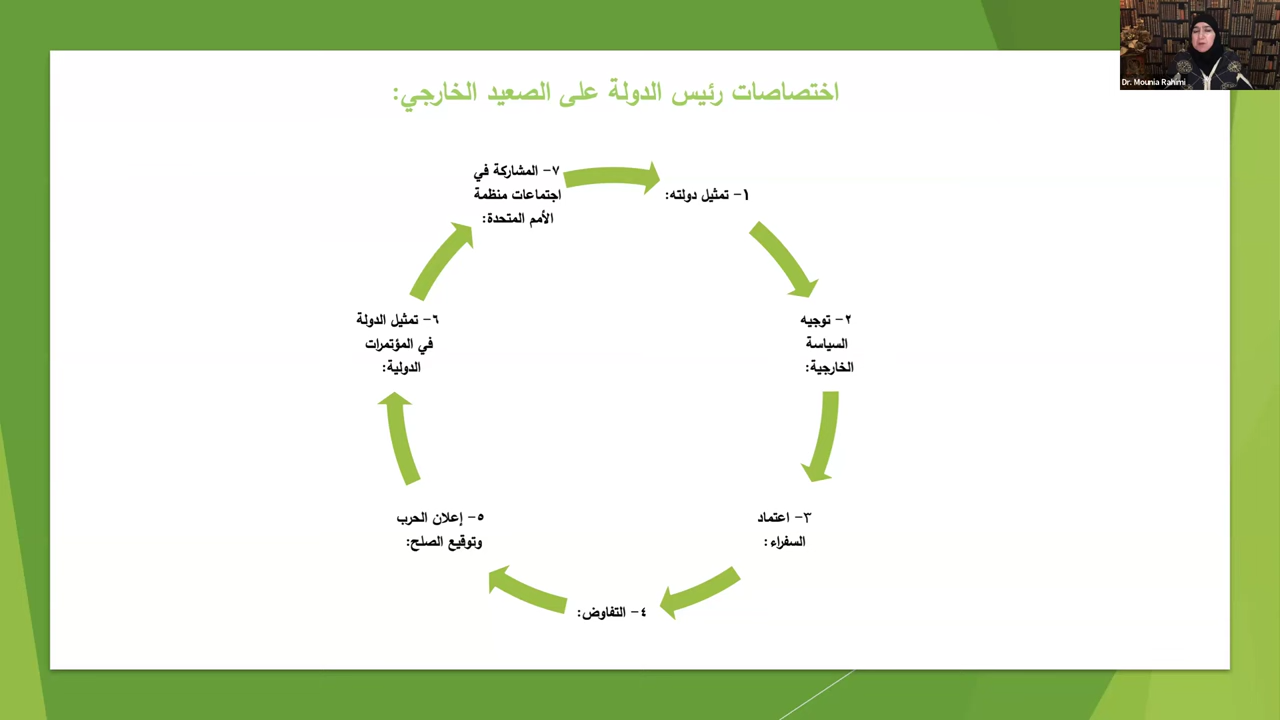 اختصاصات رئيس الدولة على الصعيد الخارجي:
Dr. Mounia Rahimi
١- تمثيل دولته:
٢- توجيه
السياسة
الخارجية:
٣- اعتماد
السفراء:
٤- التفاوض:
٥- إعلان الحرب
وتوقيع الصلح:
٦- تمثيل الدولة
في المؤتمرات
الدولية:
٧- المشاركة في
اجتماعات منظمة
الأمم المتحدة: